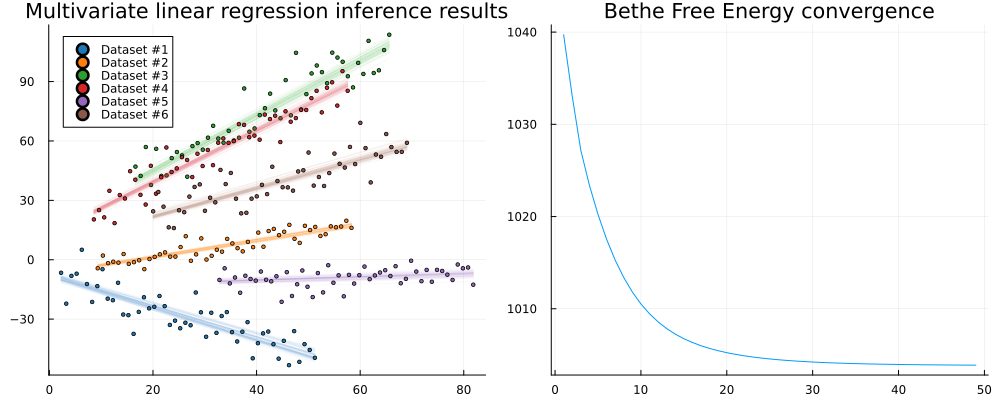 Multivariate linear regression inference results
Dataset #1
Dataset #2
Dataset #3
Dataset #4
Dataset #5
Dataset #6
90
60
30
0
−30
0 20 40 60 80
Bethe Free Energy convergence
1040
1030
1020
1010
0 10 20 30 40 50